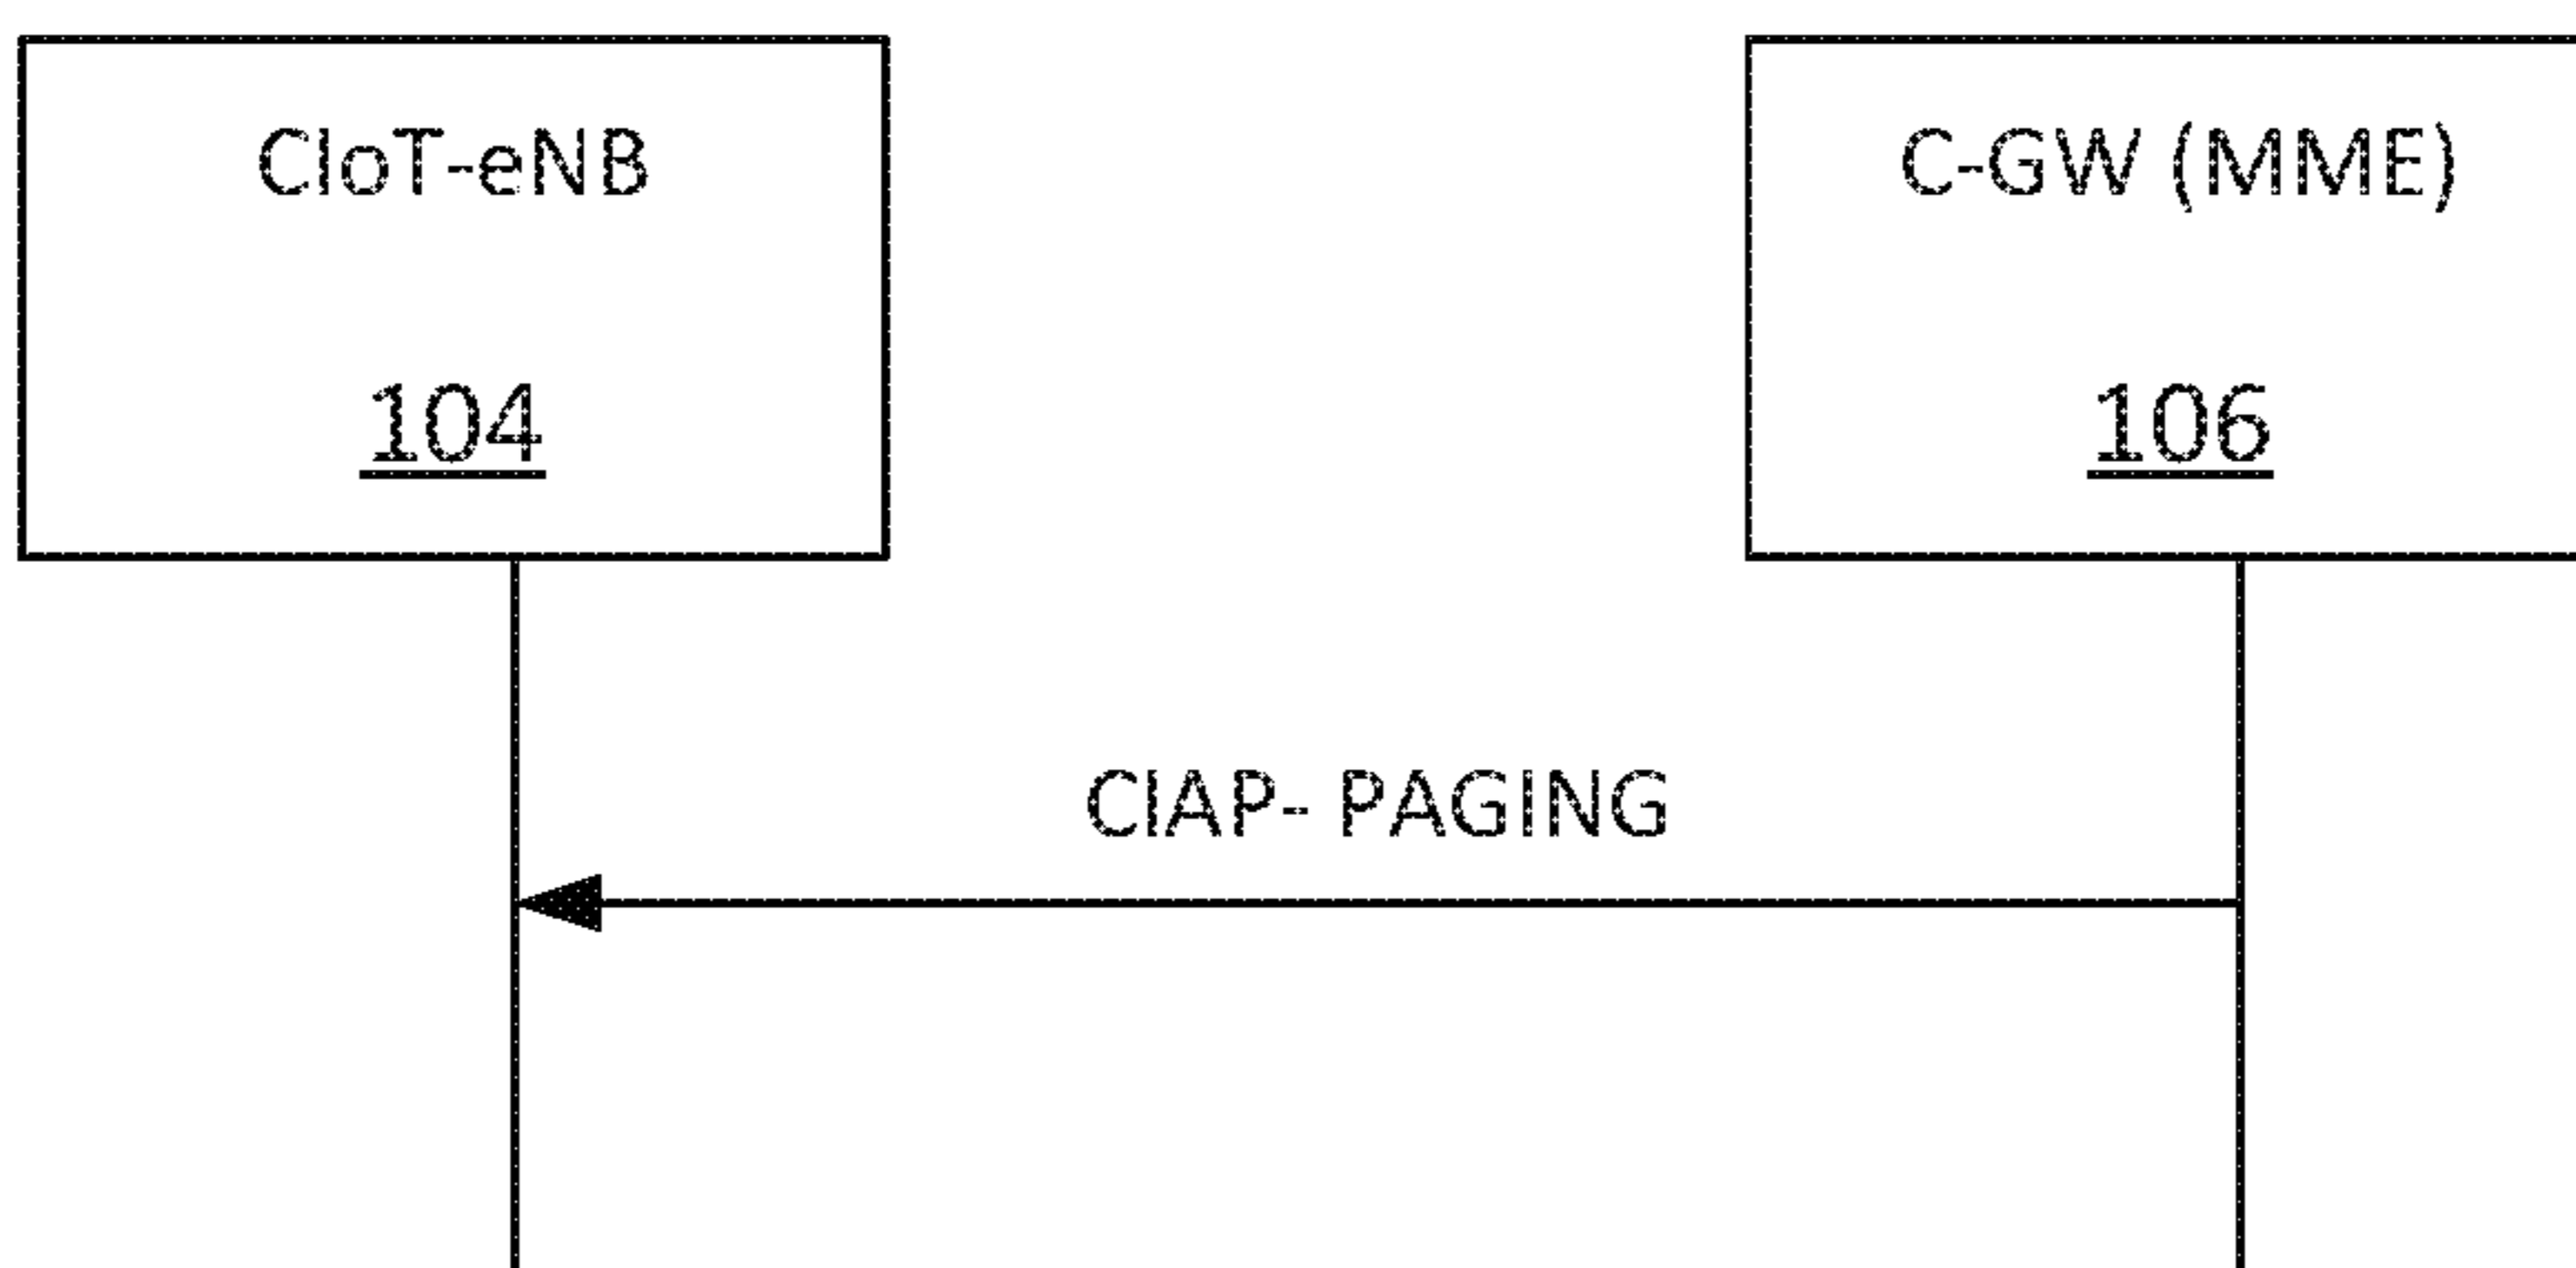 CIoT-eNB
C-GW (MME)
104
106
CIAP- PAGING